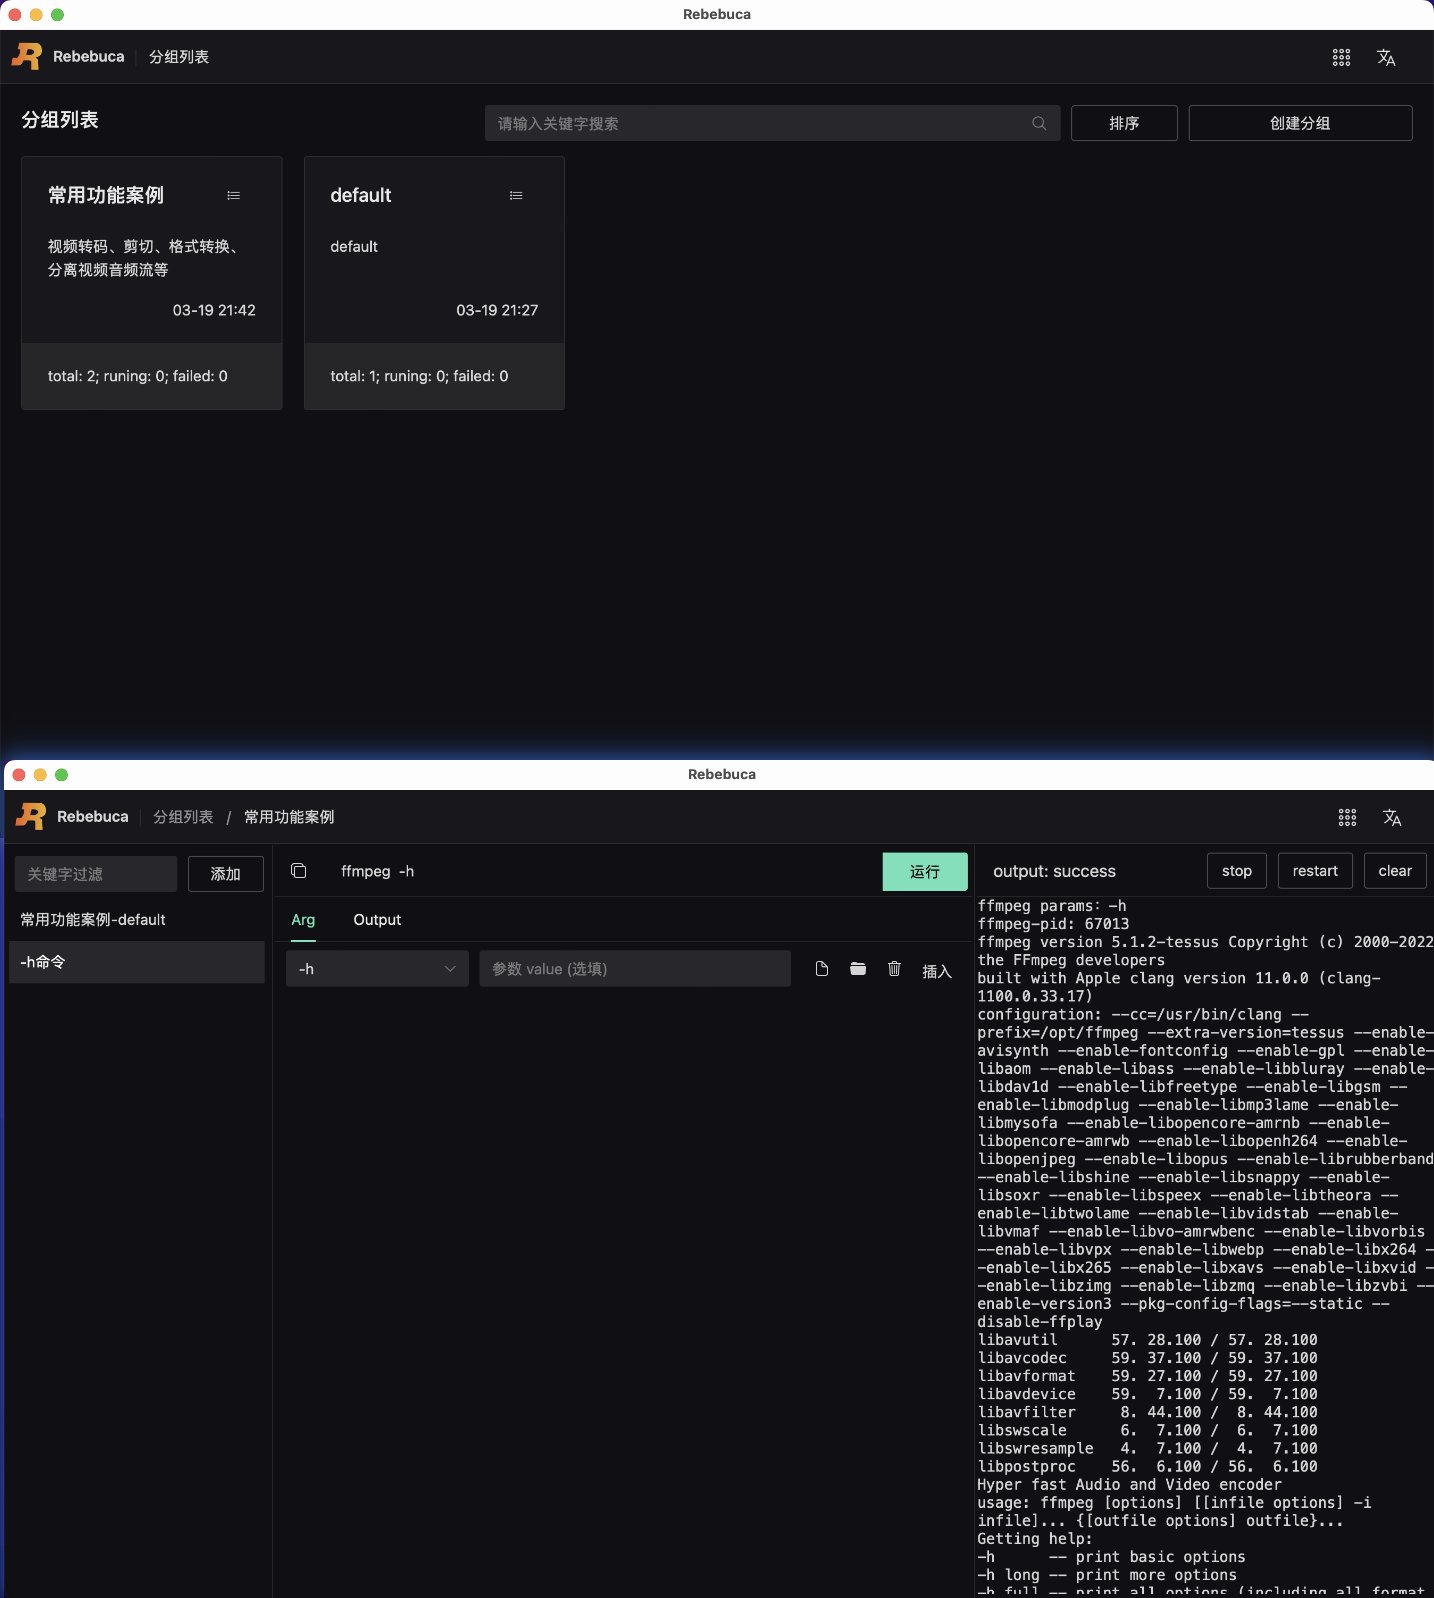 Rebebuca
Rebebuca 分组列表
分组列表
请输入关键字搜索
排序
创建分组
常用功能案例
视频转码、剪切、格式转换、
分离视频音频流等
03-19 21:42
total: 2; runing: 0; failed: 0
default
default
03-19 21:27
total: 1; runing: 0; failed: 0
Rebebuca
Rebebuca 分组列表 / 常用功能案例
关键字过滤
添加
常用功能案例-default
-h命令
ffmpeg -h
运行
Arg Output
-h
参数 value (选填)
插入
output: success
stop
restart
clear
ffmpeg params: -h
ffmpeg-pid: 67013
ffmpeg version 5.1.2-tessus Copyright (c) 2000-2022
the FFmpeg developers
built with Apple clang version 11.0.0 (clang-
1100.0.33.17)
configuration: --cc=/usr/bin/clang --
prefix=/opt/ffmpeg --extra-version=tessus --enable-
avisynth --enable-fontconfig --enable-gpl --enable-
libaom --enable-libass --enable-libbluray --enable-
libdav1d --enable-libfreetype --enable-libgsm --
enable-libmodplug --enable-libmp3lame --enable-
libmysofa --enable-libopencore-amrnb --enable-
libopencore-amrwb --enable-libopenh264 --enable-
libopenjpeg --enable-libopus --enable-librubberband
--enable-libshine --enable-libsnappy --enable-
libsoxr --enable-libspeex --enable-libtheora --
enable-libtwolame --enable-libvidstab --enable-
libvmaf --enable-libvo-amrwbenc --enable-libvorbis
--enable-libvpx --enable-libwebp --enable-libx264 -
-enable-libx265 --enable-libxavs --enable-libxvid -
-enable-libzimg --enable-libzmq --enable-libzvbi --
enable-version3 --pkg-config-flags=--static --
disable-ffplay
libavutil 57. 28.100 / 57. 28.100
libavcodec 59. 37.100 / 59. 37.100
libavformat 59. 27.100 / 59. 27.100
libavdevice 59. 7.100 / 59. 7.100
libavfilter 8. 44.100 / 8. 44.100
libswscale 6. 7.100 / 6. 7.100
libswresample 4. 7.100 / 4. 7.100
libpostproc 56. 6.100 / 56. 6.100
Hyper fast Audio and Video encoder
usage: ffmpeg [options] [[infile options] -i
infile]... {[outfile options] outfile}...
Getting help:
-h -- print basic options
-h long -- print more options
-h full -- print all options (including all format